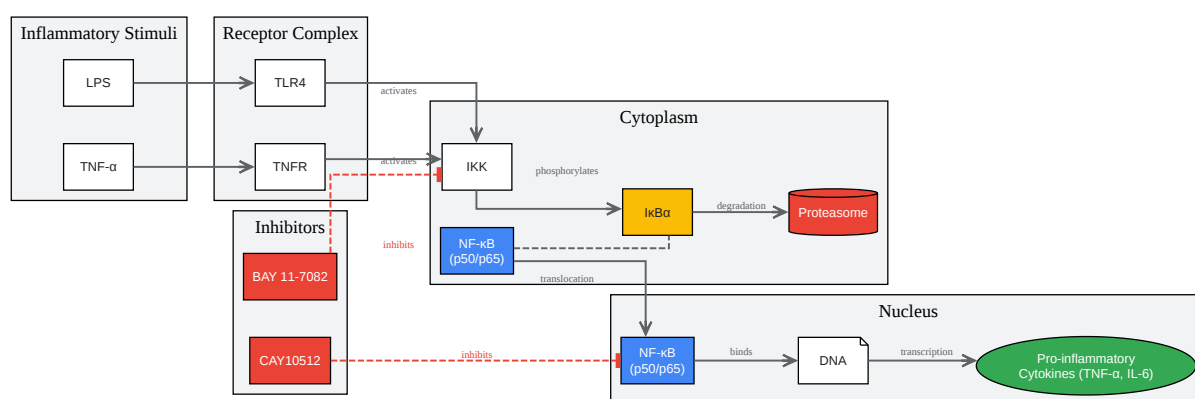 Inflammatory Stimuli
LPS
TNF-α
Receptor Complex
TLR4
TNFR
activates
activates
Inhibitors
BAY 11-7082
CAY10512
inhibits
inhibits
Cytoplasm
IKK
phosphorylates
IκBα
degradation
Proteasome
NF-κB
(p50/p65)
translocation
Nucleus
NF-κB
(p50/p65)
binds
DNA
transcription
Pro-inflammatory
Cytokines (TNF-α, IL-6)